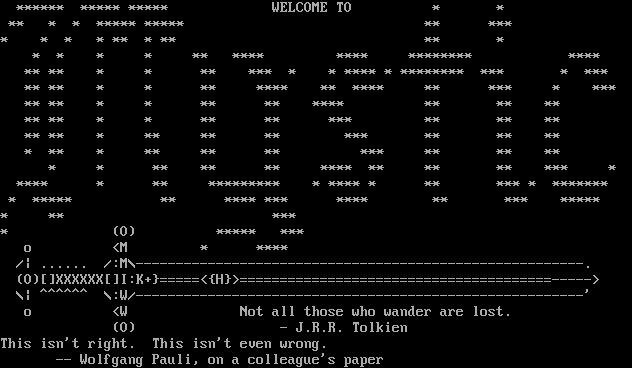 WELCOME TO
Mystic
Not all those who wander are lost.
- J.R.R. Tolkien
This isn't right.  This isn't even wrong.
-- Wolfgang Pauli, on a colleague's paper